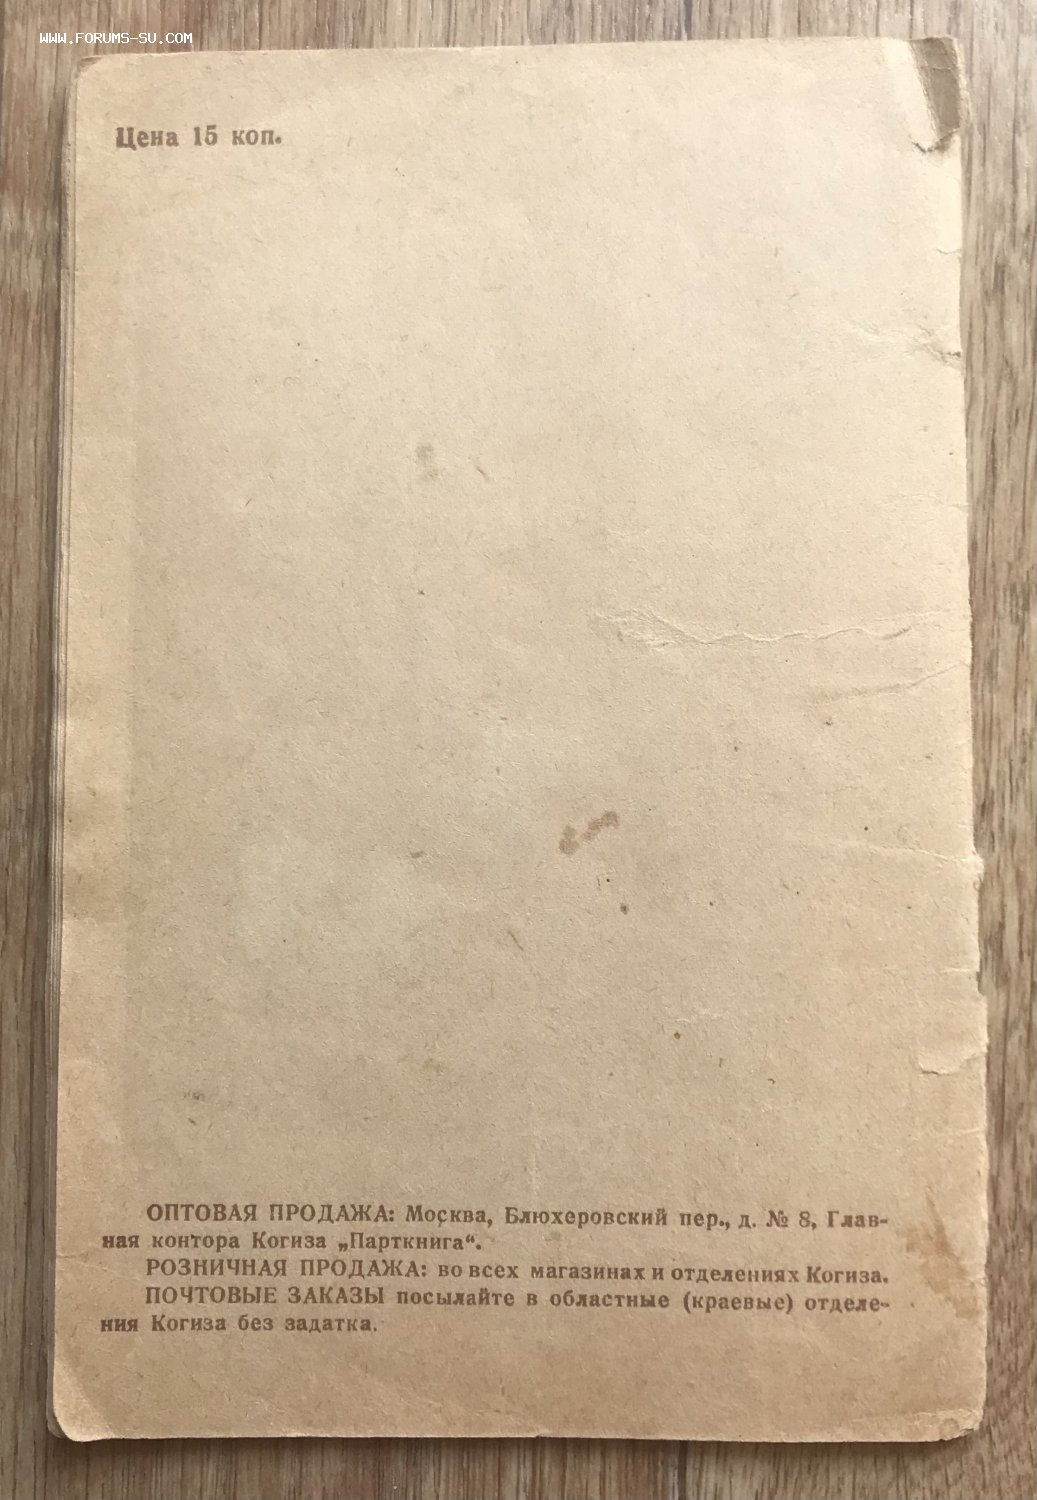 WWW.FORUMS-SU.COM
Цена 15 коп.
ОПТОВАЯ ПРОДАЖА: Москва, Блюхеровский пер., д. № 8, Глав-
ная контора Когиза „Парткнига“.
РОЗНИЧНАЯ ПРОДАЖА: во всех магазинах и отделениях Когиза.
ПОЧТОВЫЕ ЗАКАЗЫ посылайте в областные (краевые) отделе-
ния Когиза без задатка.